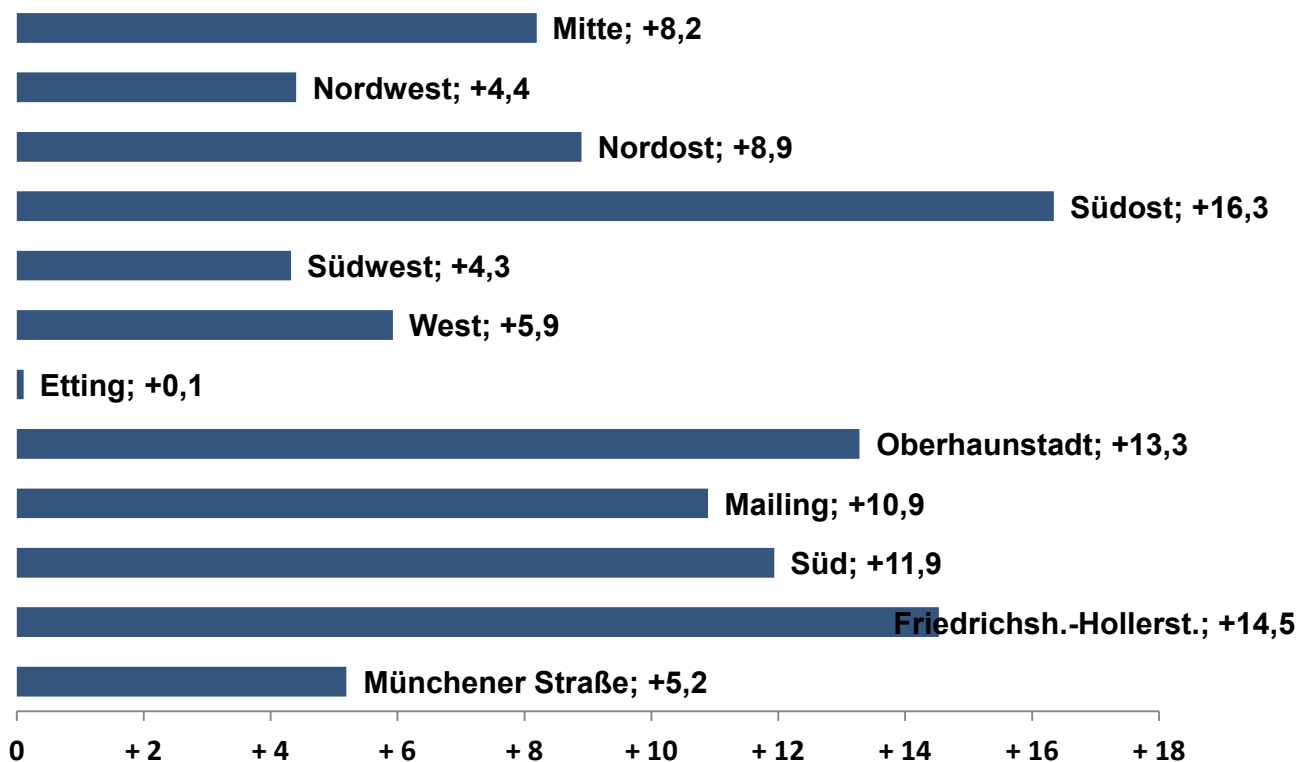 Mitte; +8,2
Nordwest; +4,4
Nordost; +8,9
Südost; +16,3
Südwest; +4,3
West; +5,9
Etting; +0,1
Oberhaunstadt; +13,3
Mailing; +10,9
Süd; +11,9
Friedrichsh.-Hollerst.; +14,5
Münchener Straße; +5,2
0 + 2 + 4 + 6 + 8 + 10 + 12 + 14 + 16 + 18